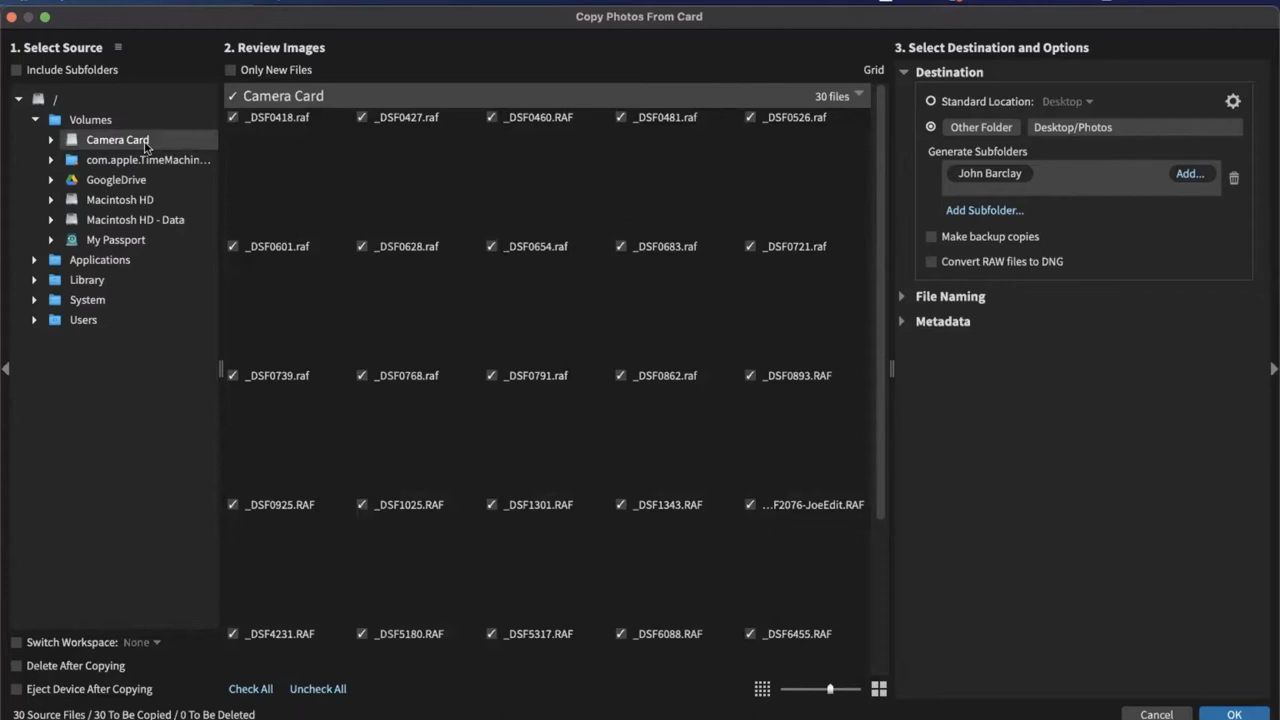 Copy Photos From Card
1. Select Source
Include Subfolders
/
Volumes
Camera Card
com.apple.TimeMachin...
GoogleDrive
Macintosh HD
Macintosh HD - Data
My Passport
Applications
Library
System
Users
Switch Workspace: None
Delete After Copying
Eject Device After Copying
30 Source Files / 30 To Be Copied / 0 To Be Deleted
2. Review Images
Only New Files
Grid
Camera Card 30 files
_DSF0418.raf _DSF0427.raf _DSF0460.RAF _DSF0481.raf _DSF0526.raf
_DSF0601.raf _DSF0628.raf _DSF0654.raf _DSF0683.raf _DSF0721.raf
_DSF0739.raf _DSF0768.raf _DSF0791.raf _DSF0862.raf _DSF0893.RAF
_DSF0925.RAF _DSF1025.RAF _DSF1301.RAF _DSF1343.RAF ...F2076-JoeEdit.RAF
_DSF4231.RAF _DSF5180.RAF _DSF5317.RAF _DSF6088.RAF _DSF6455.RAF
Check All Uncheck All
3. Select Destination and Options
Destination
Standard Location: Desktop
Other Folder Desktop/Photos
Generate Subfolders
John Barclay Add...
Add Subfolder...
Make backup copies
Convert RAW files to DNG
File Naming
Metadata
Cancel OK